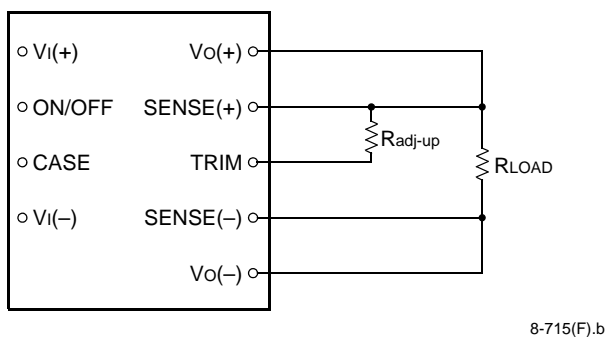 VI(+)
VO(+)
ON/OFF
SENSE(+)
Radj-up
CASE
TRIM
RLOAD
VI(–)
SENSE(–)
VO(–)
8-715(F).b